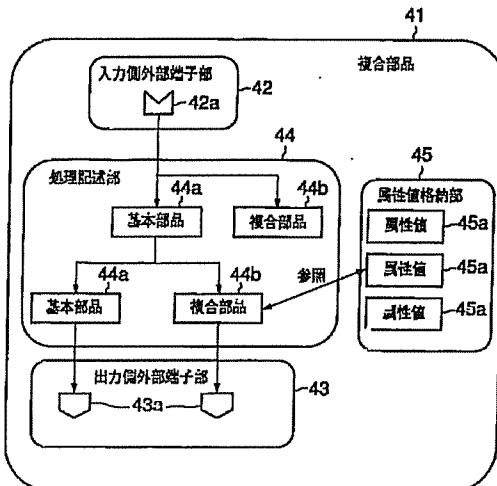 41
複合部品
入力側外部端子部
42a
42
44
処理記述部
44a
44b
基本部品
複合部品
44a
44b
基本部品
複合部品
参照
45
属性値格納部
属性値
45a
属性値
45a
属性値
45a
出力側外部端子部
43a
43